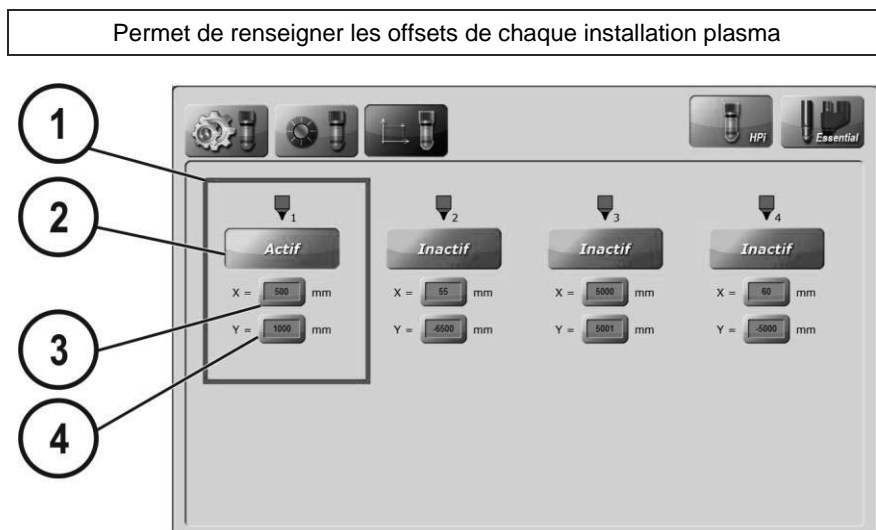 Permet de renseigner les offsets de chaque installation plasma
1
2
3
4
HPi
Essential
1
2
3
4
Actif
Inactif
Inactif
Inactif
X = 500 mm
X = 55 mm
X = 5000 mm
X = 60 mm
Y = 1000 mm
Y = -6500 mm
Y = 5001 mm
Y = -5000 mm